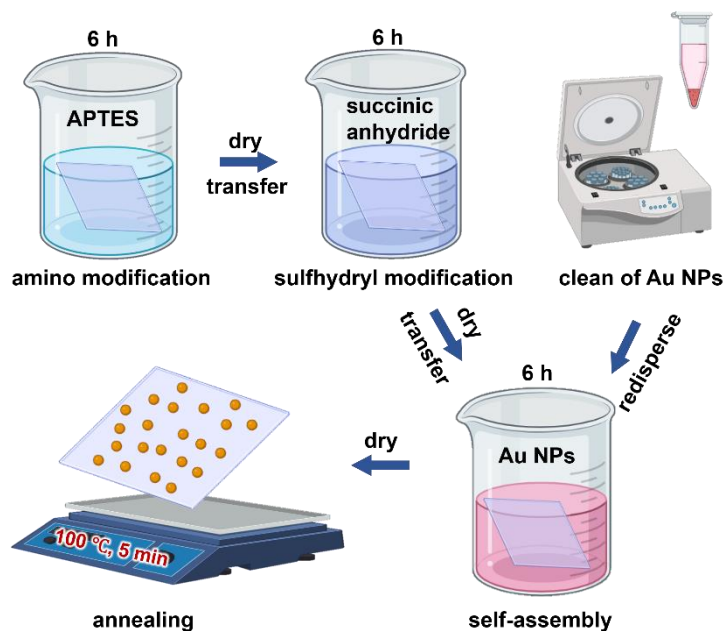 6 h
APTES
amino modification
dry
transfer
6 h
succinic
anhydride
sulfhydryl modification
clean of Au NPs
dry
transfer
redisperse
6 h
Au NPs
self-assembly
dry
100 ℃, 5 min
annealing